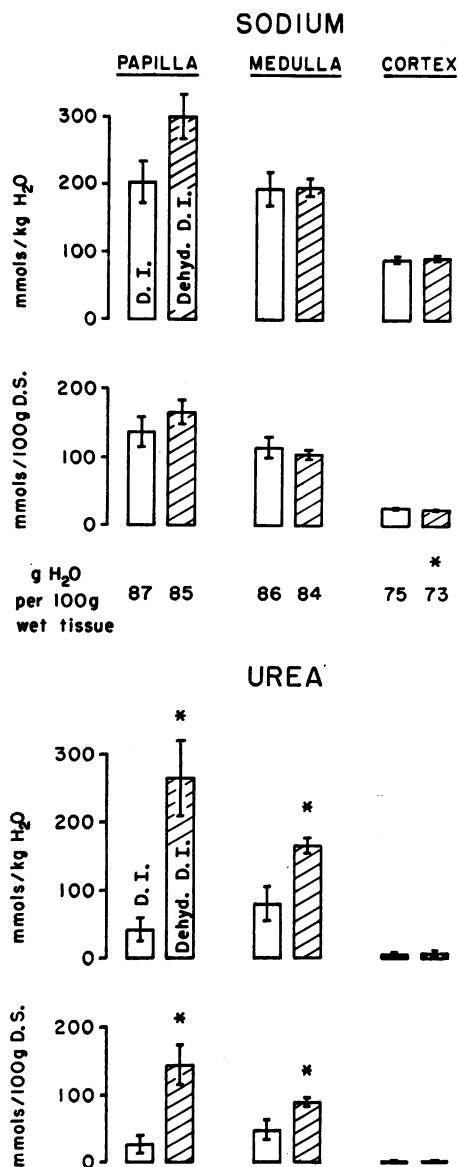 SODIUM
PAPILLA MEDULLA CORTEX
mmols/kg H₂O
300
200
100
0
D. I.
Dehyd. D. I.
mmols/100g D.S.
200
100
0
*
g H₂O
per 100g
wet tissue
87 85 86 84 75 73
UREA
mmols/kg H₂O
300
200
100
0
D. I.
Dehyd. D. I.
*
*
mmols/100g D.S.
200
100
0
*
*